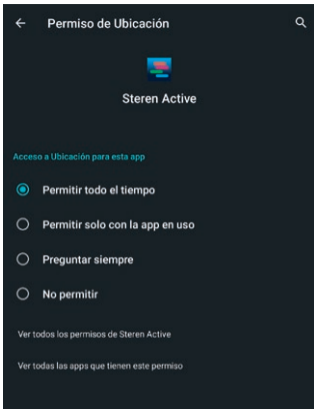 Permiso de Ubicación
Steren Active
Acceso a Ubicación para esta app
Permitir todo el tiempo
Permitir solo con la app en uso
Preguntar siempre
No permitir
Ver todos los permisos de Steren Active
Ver todas las apps que tienen este permiso